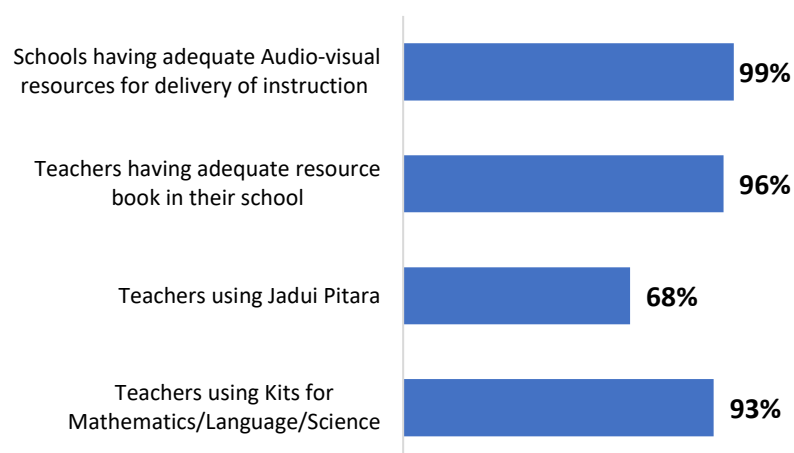 Schools having adequate Audio-visual
resources for delivery of instruction
99%
Teachers having adequate resource
book in their school
96%
Teachers using Jadui Pitara
68%
Teachers using Kits for
Mathematics/Language/Science
93%